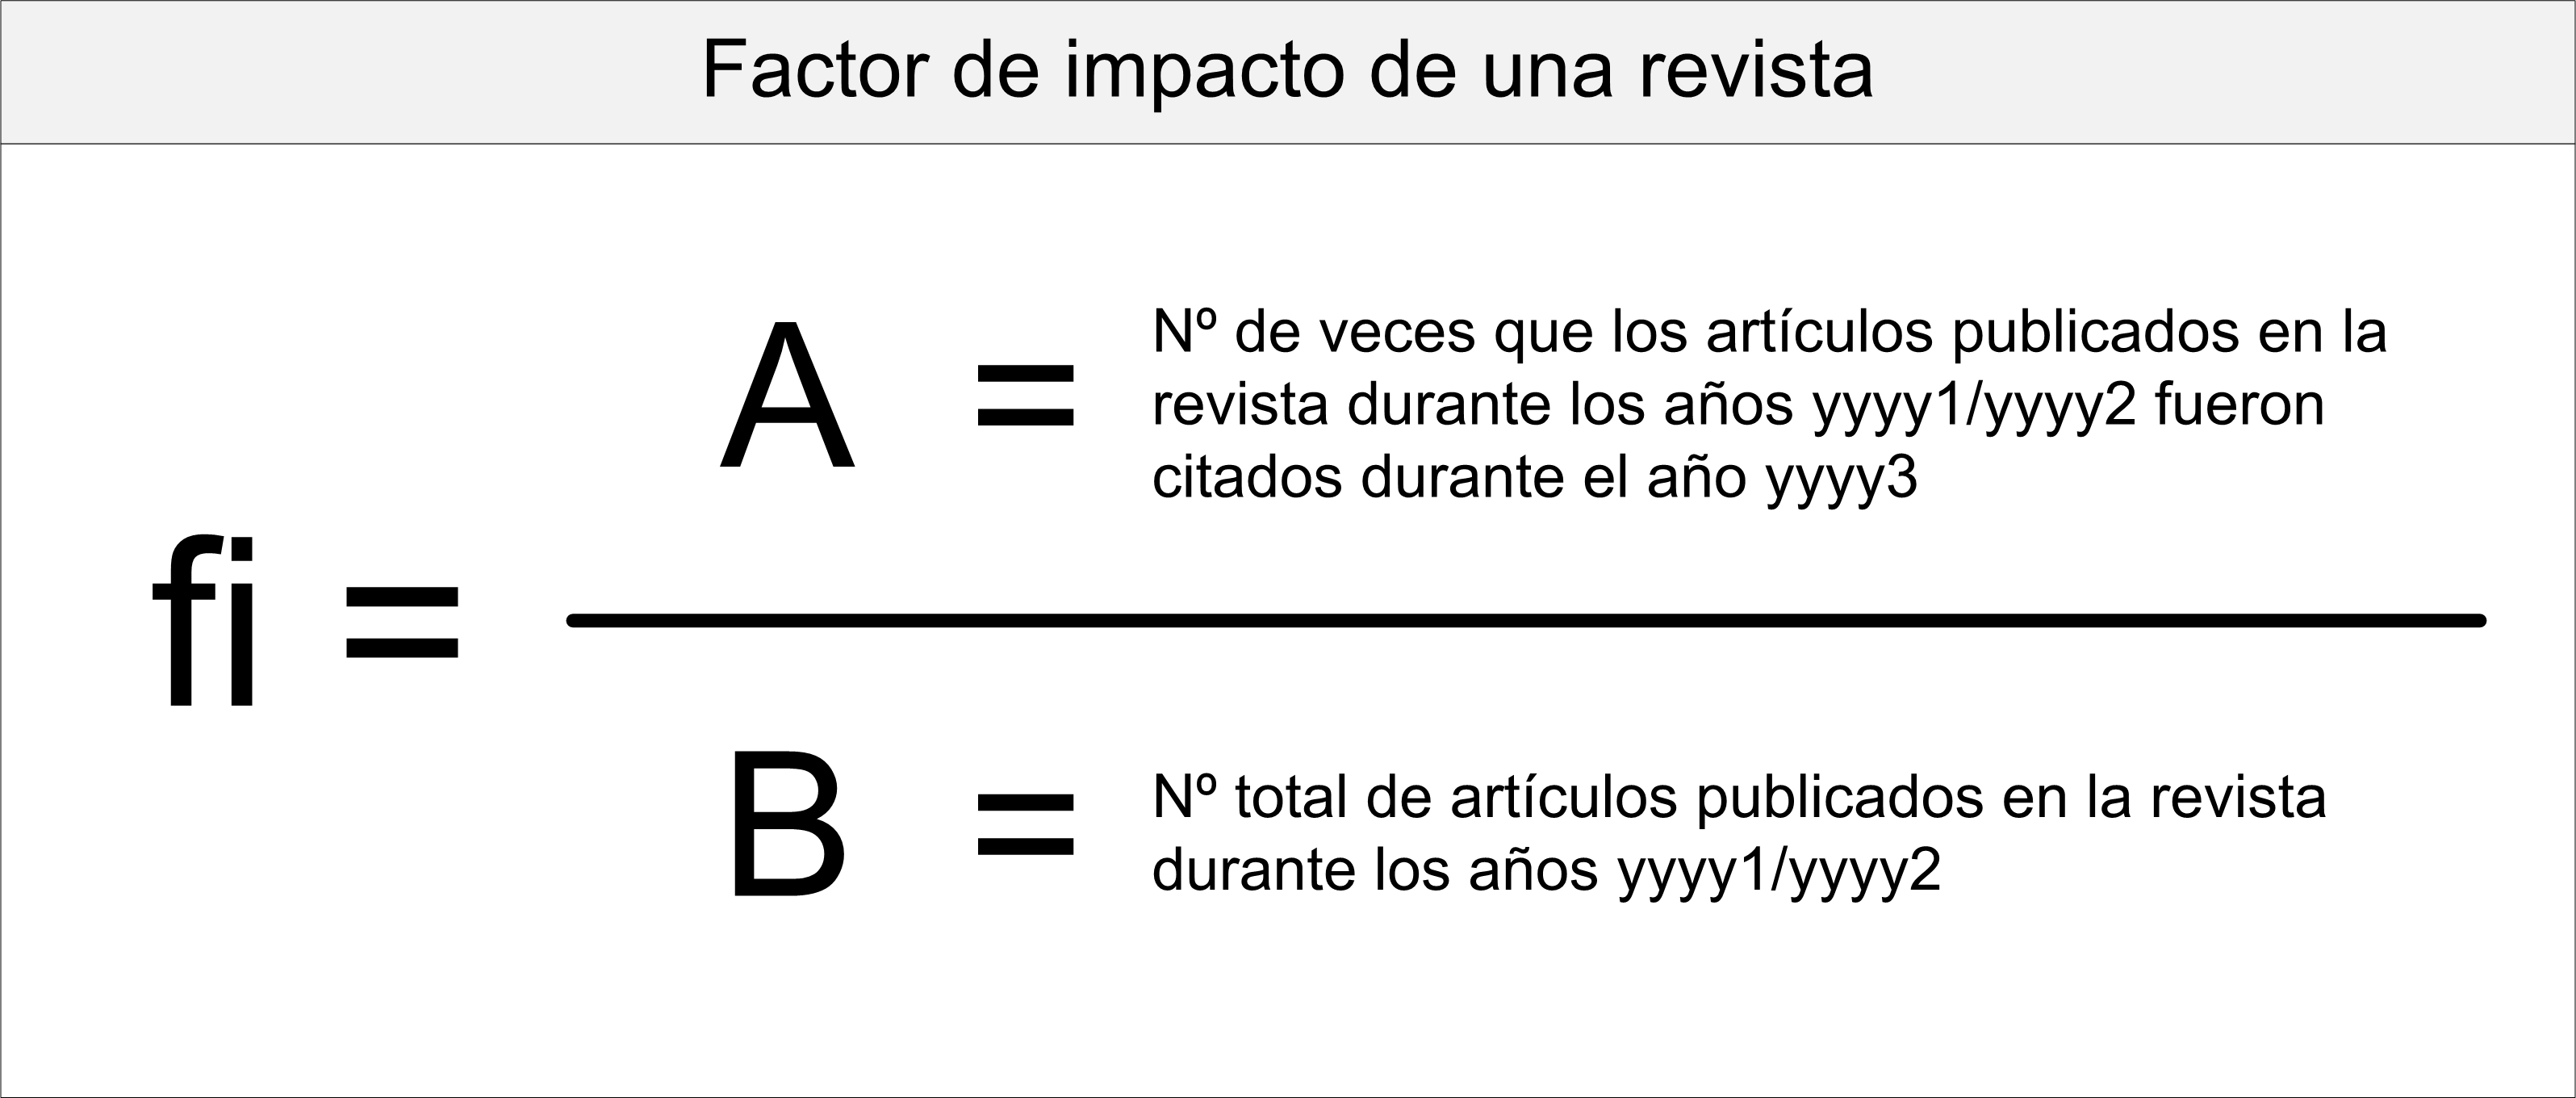 Factor de impacto de una revista
A = Nº de veces que los artículos publicados en la
revista durante los años yyyy1/yyyy2 fueron
citados durante el año yyyy3
fi =
B = Nº total de artículos publicados en la revista
durante los años yyyy1/yyyy2